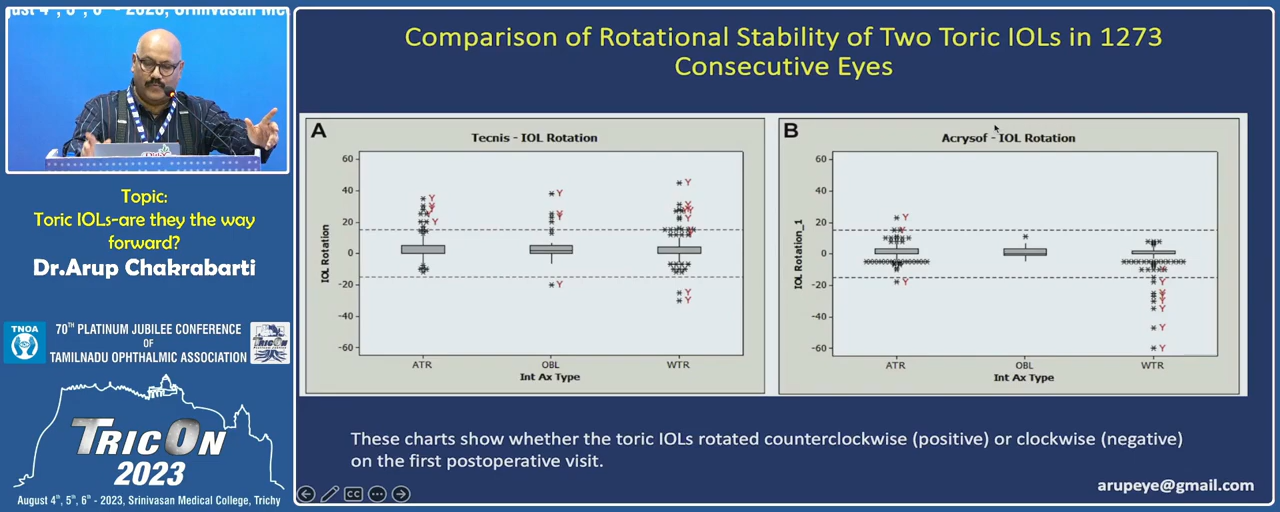 ust 4 , 5 , 6 - 2023, Srinivasan Me
Topic:
Toric IOLs-are they the way
forward?
Dr.Arup Chakrabarti
TNOA
70TH PLATINUM JUBILEE CONFERENCE
OF
TAMILNADU OPHTHALMIC ASSOCIATION
TRICON
TRICON
2023
August 4th, 5th, 6th - 2023, Srinivasan Medical College, Trichy
Comparison of Rotational Stability of Two Toric IOLs in 1273
Consecutive Eyes
A
Tecnis - IOL Rotation
IOL Rotation
60
40
20
0
-20
-40
-60
ATR
OBL
WTR
Int Ax Type
B
Acrysof - IOL Rotation
IOL Rotation_1
60
40
20
0
-20
-40
-60
ATR
OBL
WTR
Int Ax Type
These charts show whether the toric IOLs rotated counterclockwise (positive) or clockwise (negative)
on the first postoperative visit.
CC
arupeye@gmail.com